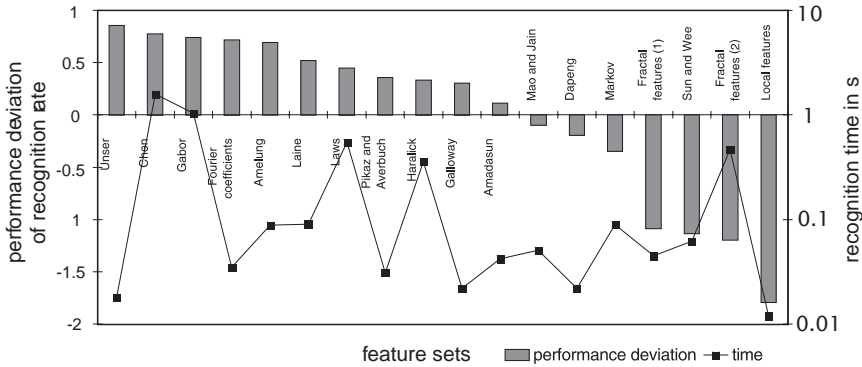 1
0.5
0
-0.5
1
-1.5
-2
performance deviation
of recognition rate
10
1
0.1
0.01
recognition time in s
Unser
Chen
Gabor
Fourier
coefficients
Amelung
Laine
Laws
Pikaz and
Averbuch
Haralick
Galloway
Amadasun
Mao and Jain
Dapeng
Markov
Fractal
features (1)
Sun and Wee
Fractal
features (2)
Local features
feature sets
performance deviation
time